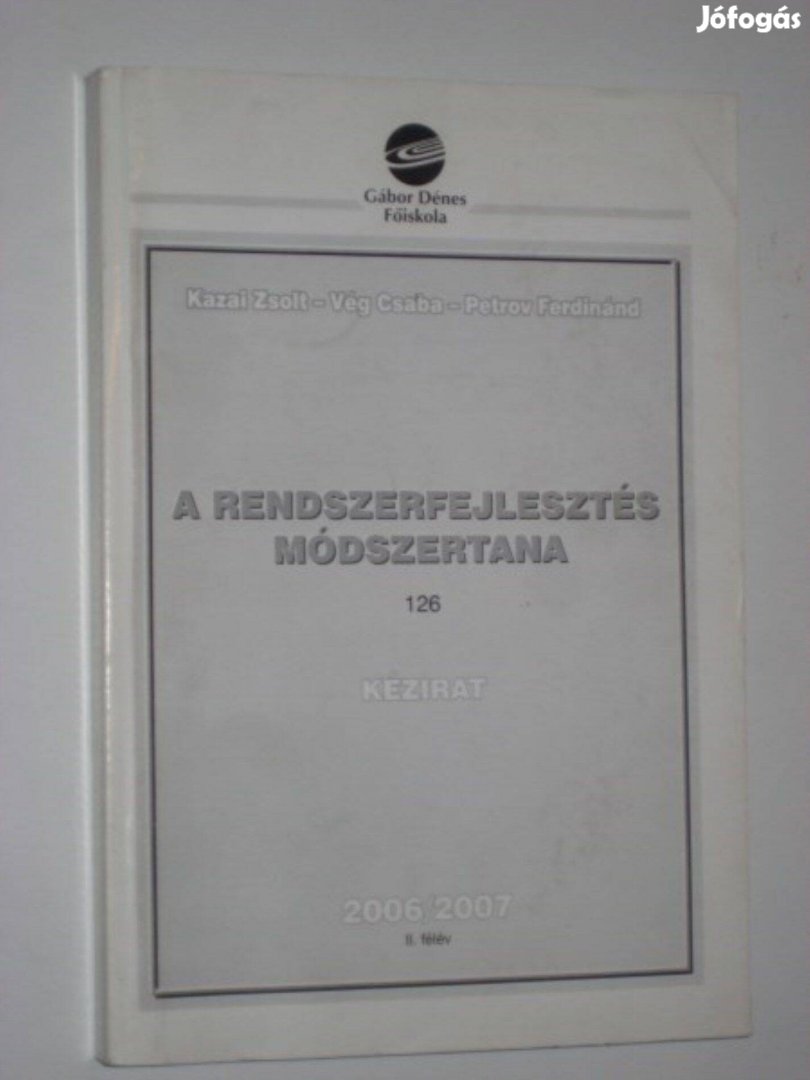 Jófogás
Gábor Dénes
Főiskola
Kazai Zsolt - Vég Csaba - Petrov Ferdinánd
A RENDSZERFEJLESZTÉS
MÓDSZERTANA
126
KÉZIRAT
2006/2007
II. félév